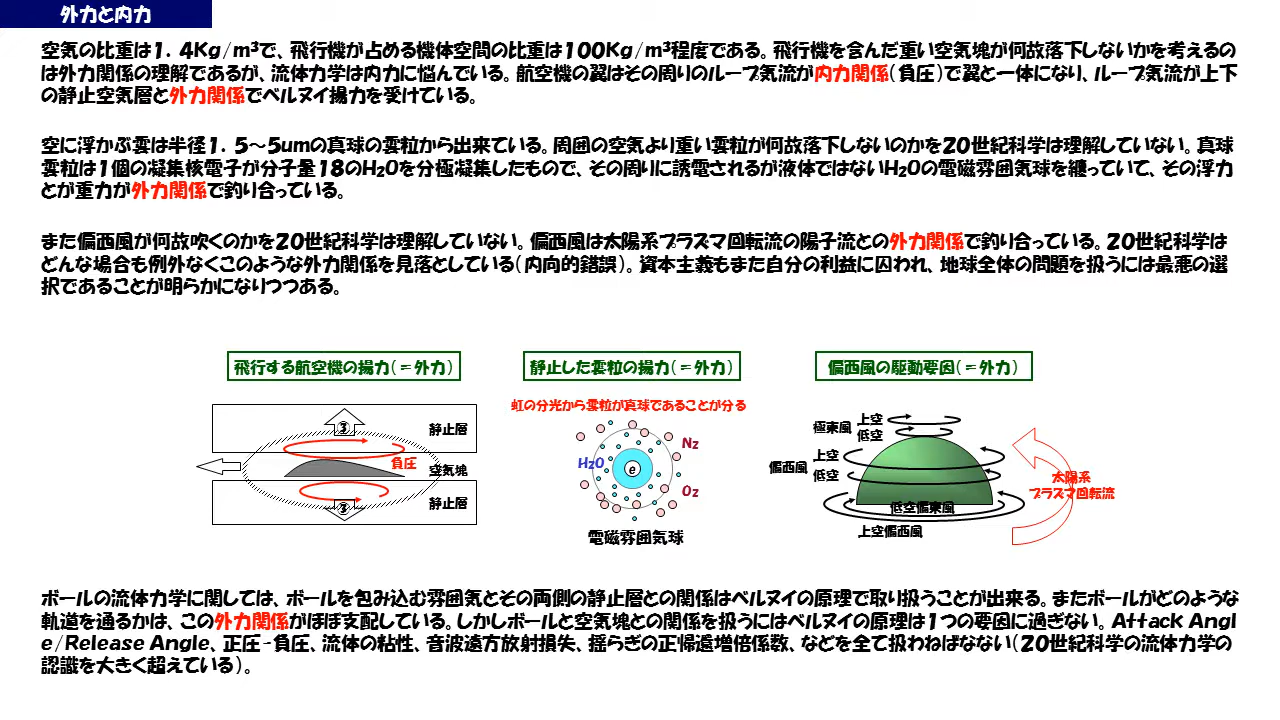 外力と内力
空気の比重は1．4Kg/m³で、飛行機が占める機体空間の比重は100Kg/m³程度である。飛行機を含んだ重い空気塊が何故落下しないかを考えるの
は外力関係の理解であるが、流体力学は内力に悩んでいる。航空機の翼はその周りのループ気流が内力関係（負圧）で翼と一体になり、ループ気流が上下
の静止空気層と外力関係でベルヌイ揚力を受けている。
空に浮かぶ雲は半径1．5～5umの真球の雲粒から出来ている。周囲の空気より重い雲粒が何故落下しないのかを20世紀科学は理解していない。真球
雲粒は1個の凝集核電子が分子量18のH₂Oを分極凝集したもので、その周りに誘電されるが液体ではないH₂Oの電磁雰囲気球を纏っていて、その浮力
とが重力が外力関係で釣り合っている。
また偏西風が何故吹くのかを20世紀科学は理解していない。偏西風は太陽系プラズマ回転流の陽子流との外力関係で釣り合っている。20世紀科学は
どんな場合も例外なくこのような外力関係を見落としている（内向的錯誤）。資本主義もまた自分の利益に囚われ、地球全体の問題を扱うには最悪の選
択であることが明らかになりつつある。
飛行する航空機の揚力（＝外力）
静止した雲粒の揚力（＝外力）
偏西風の駆動要因（＝外力）
虹の分光から雲粒が真球であることが分る
①
静止層
負圧
空気塊
②
静止層
N₂
H₂O
e
O₂
電磁雰囲気球
上空
極東風
低空
上空
偏西風
低空
太陽系
プラズマ回転流
低空偏東風
上空偏西風
ボールの流体力学に関しては、ボールを包み込む雰囲気とその両側の静止層との関係はベルヌイの原理で取り扱うことが出来る。またボールがどのような
軌道を通るかは、この外力関係がほぼ支配している。しかしボールと空気塊との関係を扱うにはベルヌイの原理は1つの要因に過ぎない。Attack Angl
e/Release Angle、正圧-負圧、流体の粘性、音波遠方放射損失、揺らぎの正帰還増倍係数、などを全て扱わねばなない（20世紀科学の流体力学の
認識を大きく超えている）。